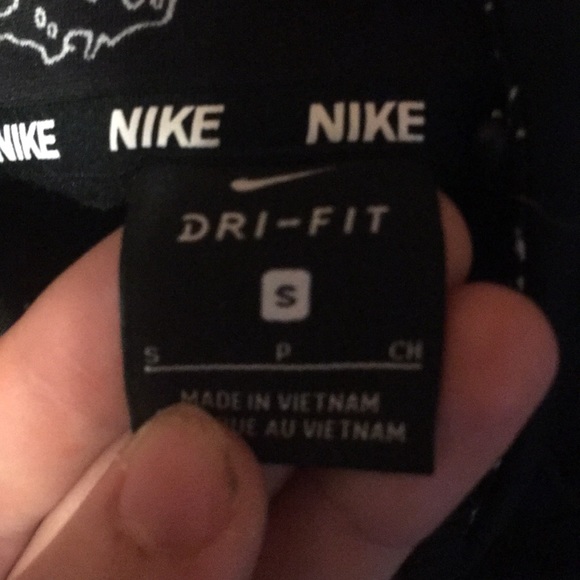 NIKE NIKE NIKE
DRI-FIT
S
S P CH
MADE IN VIETNAM
AU VIETNAM